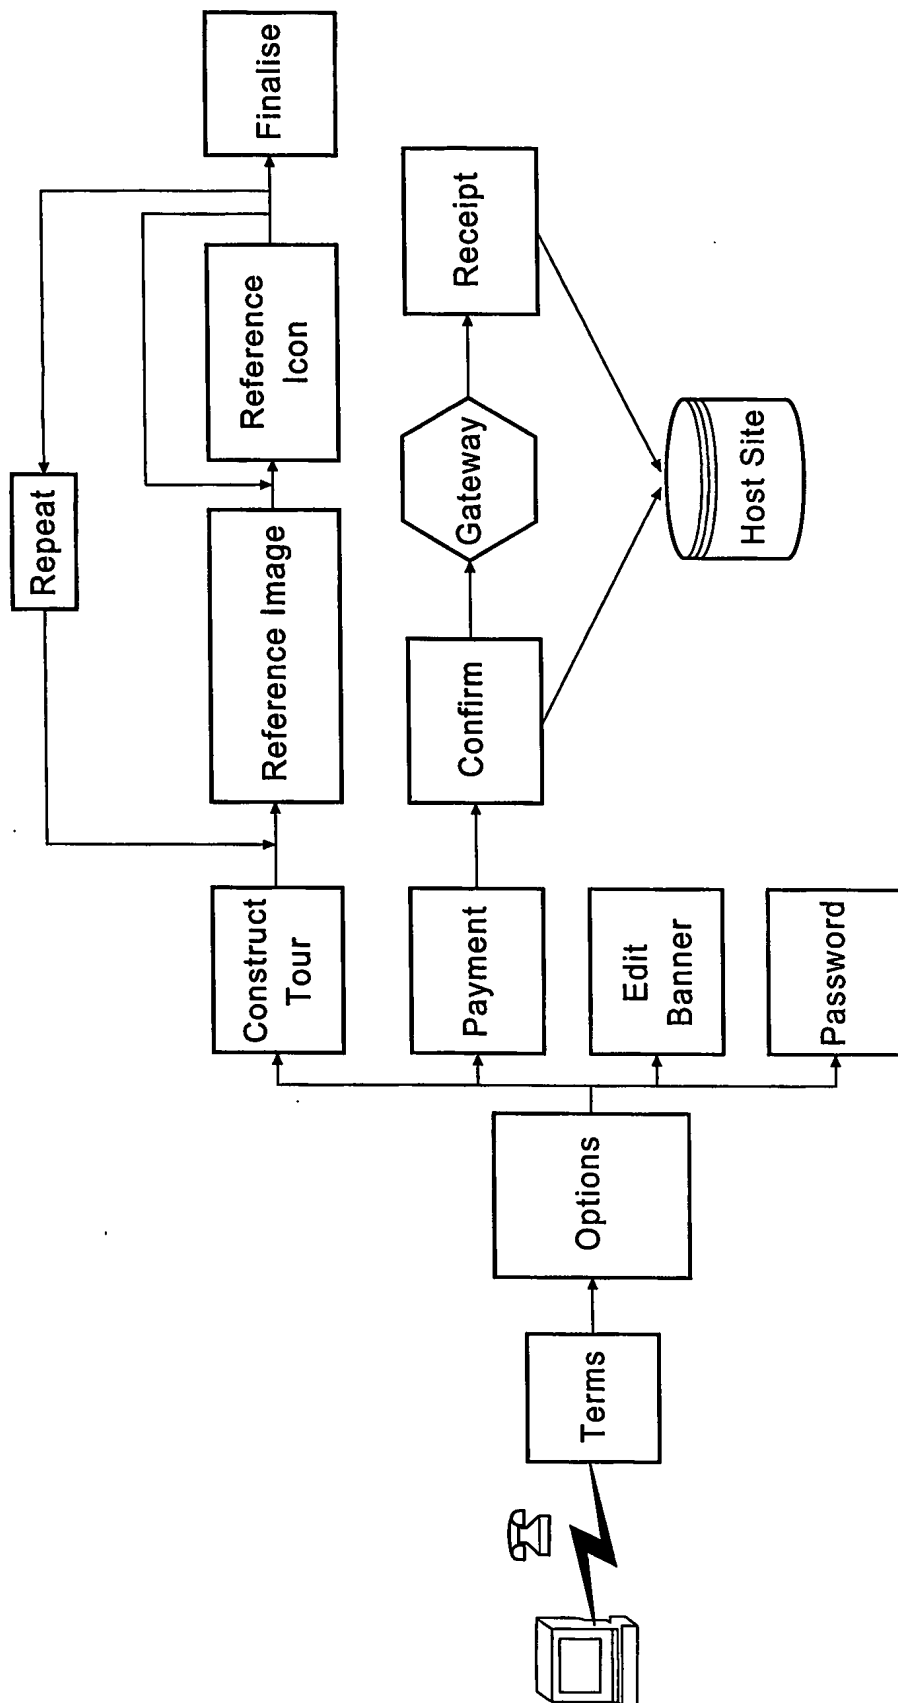 Repeat
Construct
Tour
Reference Image
Reference
Icon
Finalise
Payment
Confirm
Gateway
Receipt
Terms
Options
Edit
Banner
Host Site
Password